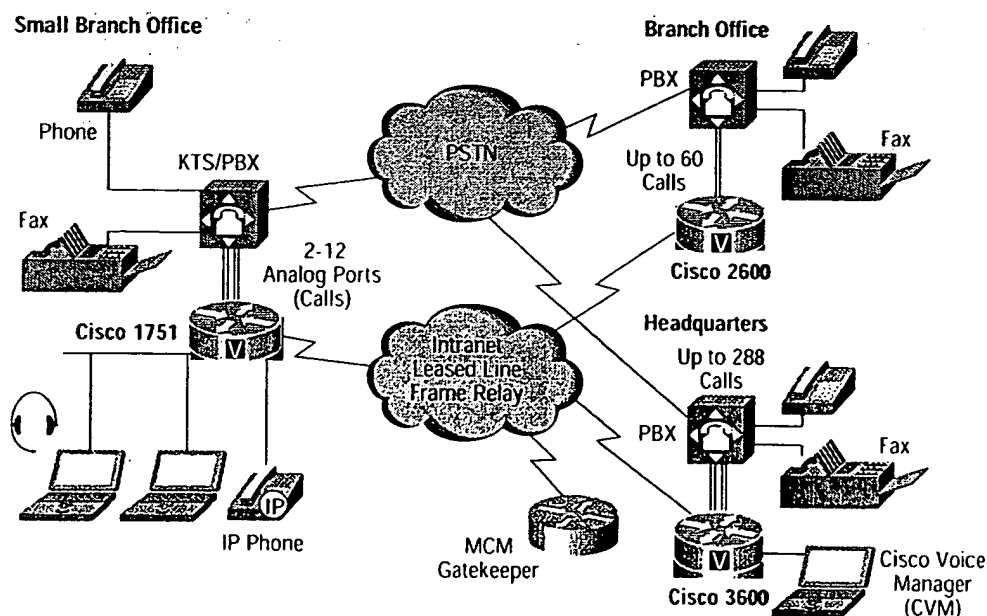 Small Branch Office
Phone
KTS/PBX
Fax
2-12
Analog Ports
(Calls)
Cisco 1751
V
IP
IP Phone
PSTN
Intranet
Leased Line
Frame Relay
MCM
Gatekeeper
Branch Office
PBX
Fax
Up to 60
Calls
V
Cisco 2600
Headquarters
Up to 288
Calls
PBX
Fax
V
Cisco 3600
Cisco Voice
Manager
(CVM)